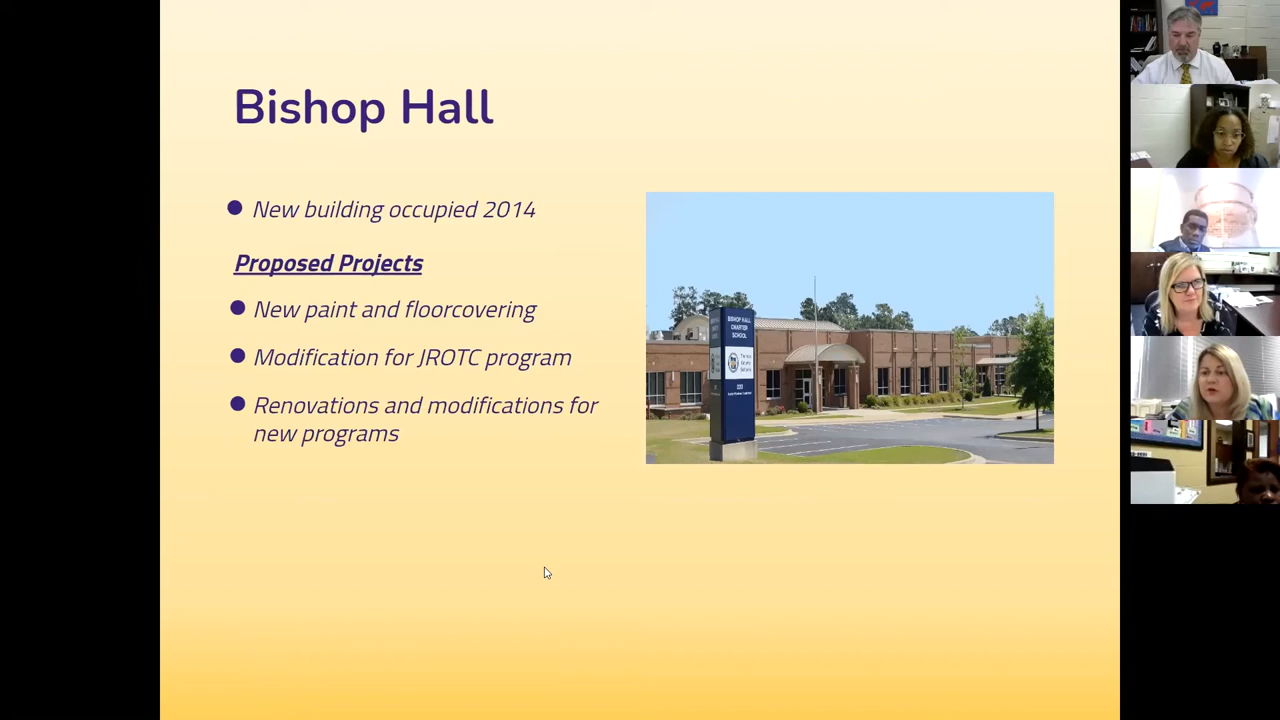 Bishop Hall
New building occupied 2014
Proposed Projects
New paint and floorcovering
Modification for JROTC program
Renovations and modifications for
new programs
BISHOP HALL
CHARTER
SCHOOL